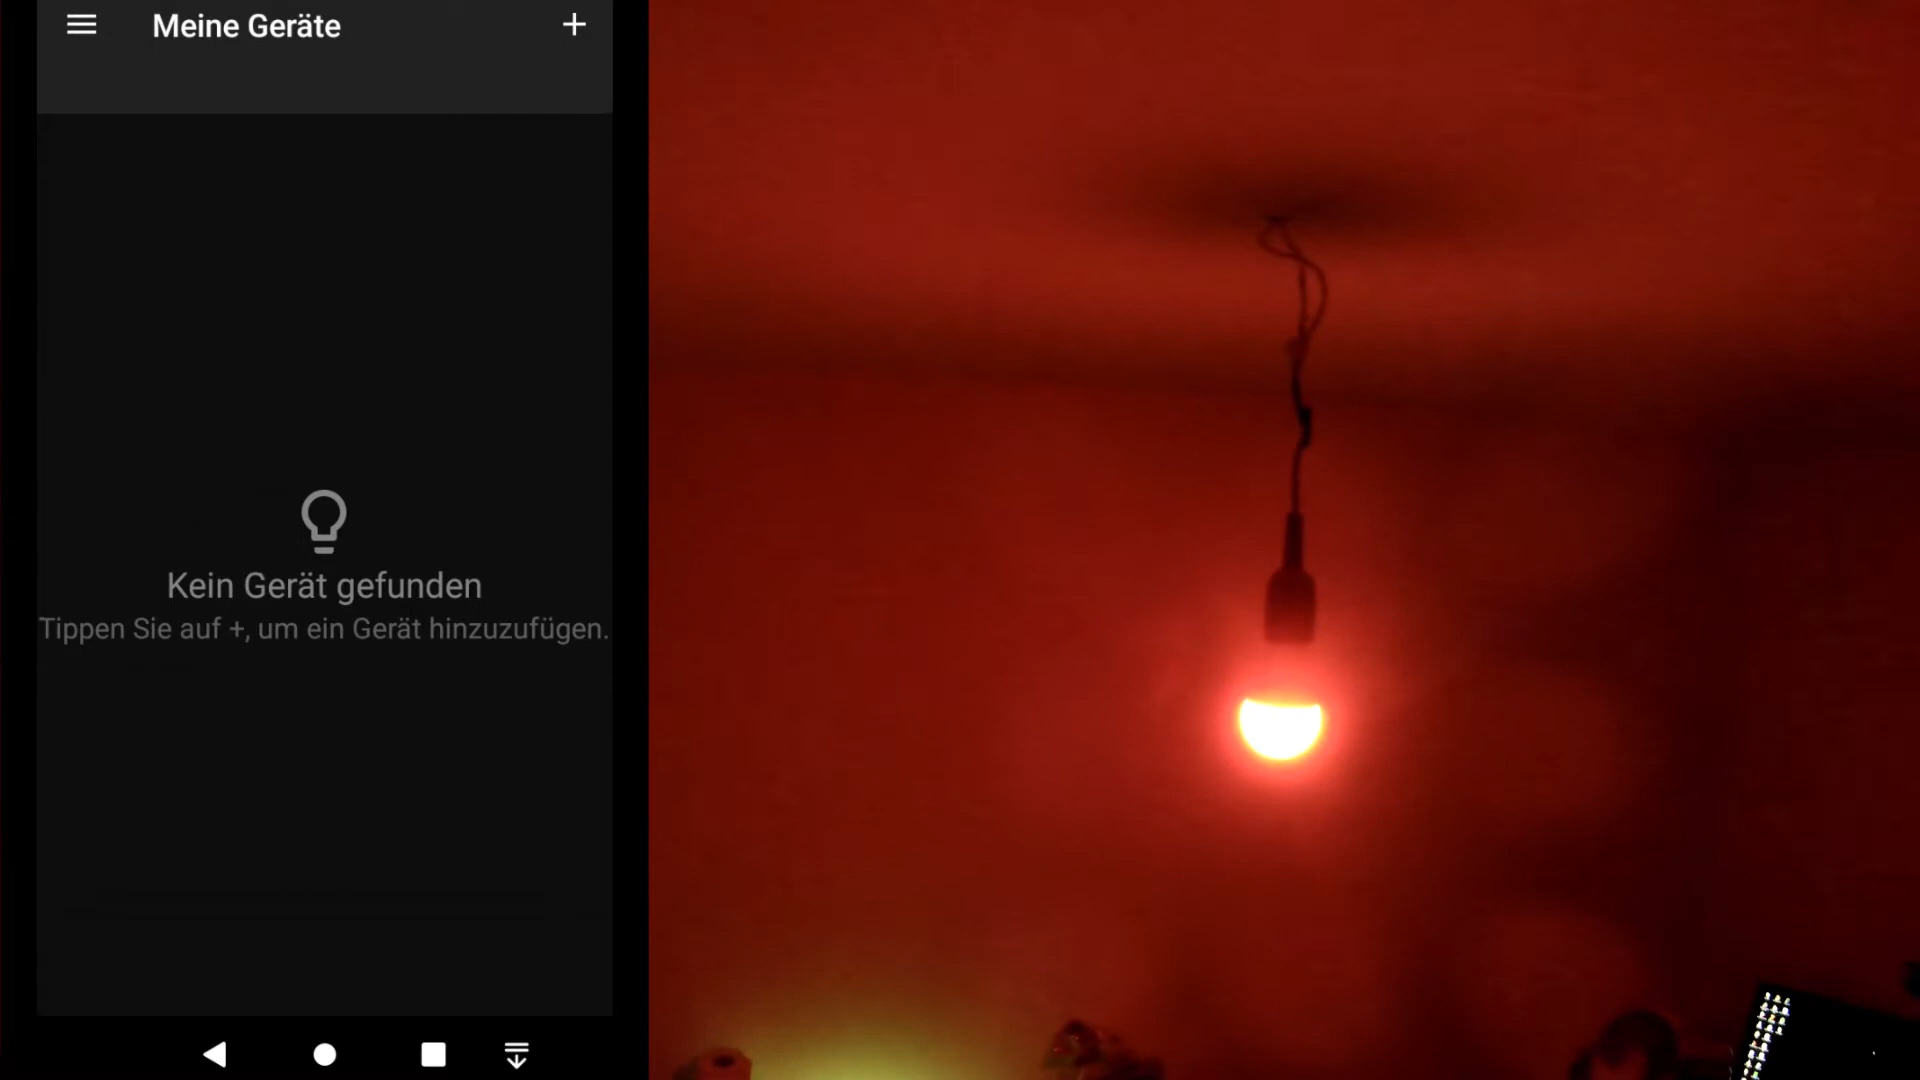 Meine Geräte
Kein Gerät gefunden
Tippen Sie auf +, um ein Gerät hinzuzufügen.